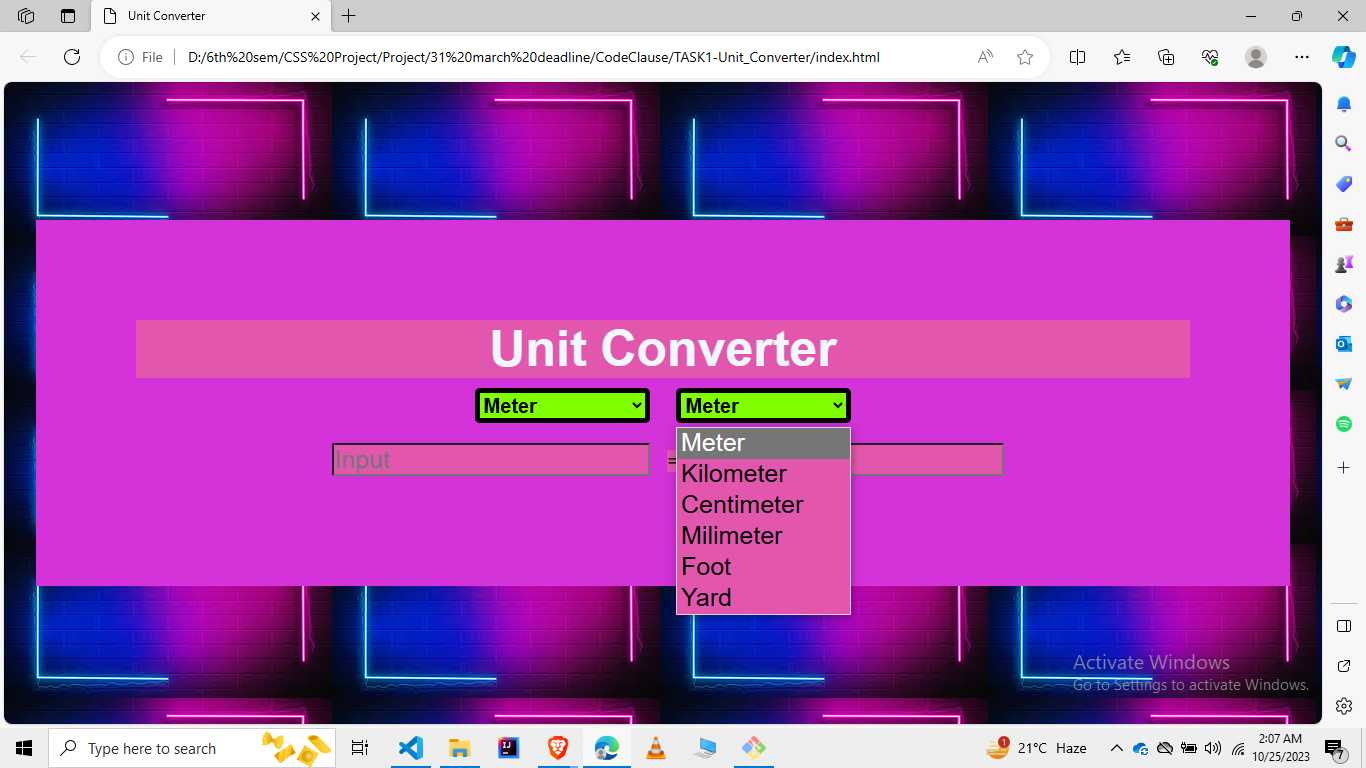 Unit Converter
File
D:/6th%20sem/CSS%20Project/Project/31%20march%20deadline/CodeClause/TASK1-Unit_Converter/index.html
Unit Converter
Meter Meter
Input =
Meter
Kilometer
Centimeter
Milimeter
Foot
Yard
Activate Windows
Go to Settings to activate Windows.
Type here to search
1
21°C Haze
2:07 AM
10/25/2023
7